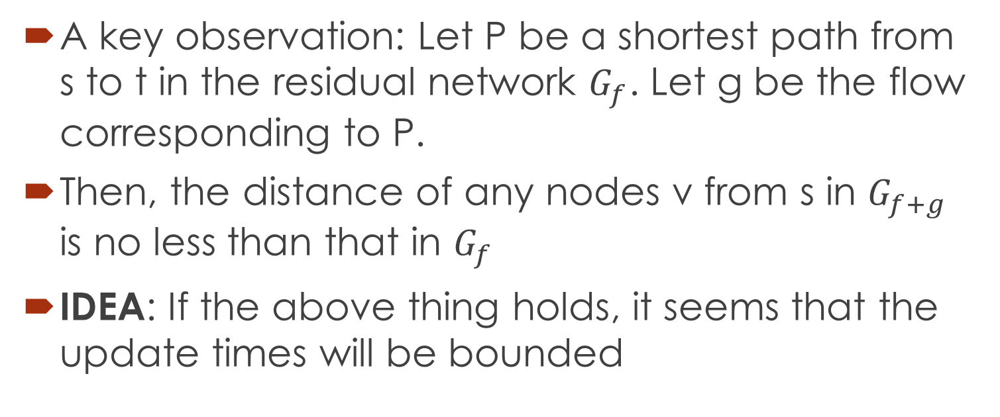 A key observation: Let P be a shortest path from
s to t in the residual network $G_f$. Let g be the flow
corresponding to P.
Then, the distance of any nodes v from s in $G_{f+g}$
is no less than that in $G_f$
IDEA: If the above thing holds, it seems that the
update times will be bounded